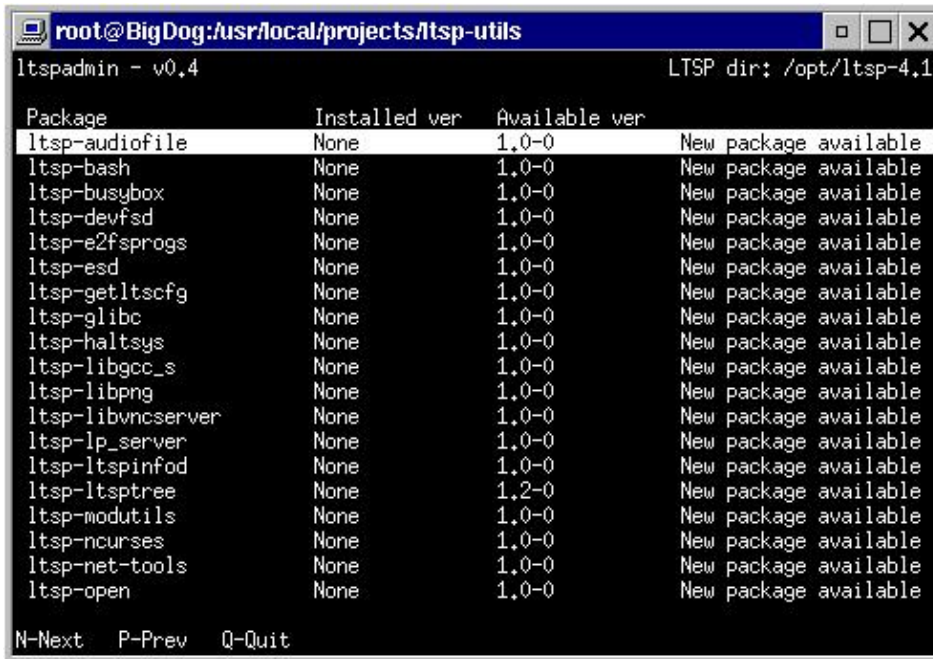 root@BigDog:/usr/local/projects/ltsp-utils
ltspadmin - v0.4 LTSP dir: /opt/ltsp-4.1
Package Installed ver Available ver
ltsp-audiofile None 1.0-0 New package available
ltsp-bash None 1.0-0 New package available
ltsp-busybox None 1.0-0 New package available
ltsp-devfsd None 1.0-0 New package available
ltsp-e2fsprogs None 1.0-0 New package available
ltsp-esd None 1.0-0 New package available
ltsp-getltscfg None 1.0-0 New package available
ltsp-glibc None 1.0-0 New package available
ltsp-haltsys None 1.0-0 New package available
ltsp-libgcc_s None 1.0-0 New package available
ltsp-libpng None 1.0-0 New package available
ltsp-libvncserver None 1.0-0 New package available
ltsp-lp_server None 1.0-0 New package available
ltsp-ltspinfod None 1.0-0 New package available
ltsp-ltsptree None 1.2-0 New package available
ltsp-modutils None 1.0-0 New package available
ltsp-ncurses None 1.0-0 New package available
ltsp-net-tools None 1.0-0 New package available
ltsp-open None 1.0-0 New package available
N-Next P-Prev Q-Quit